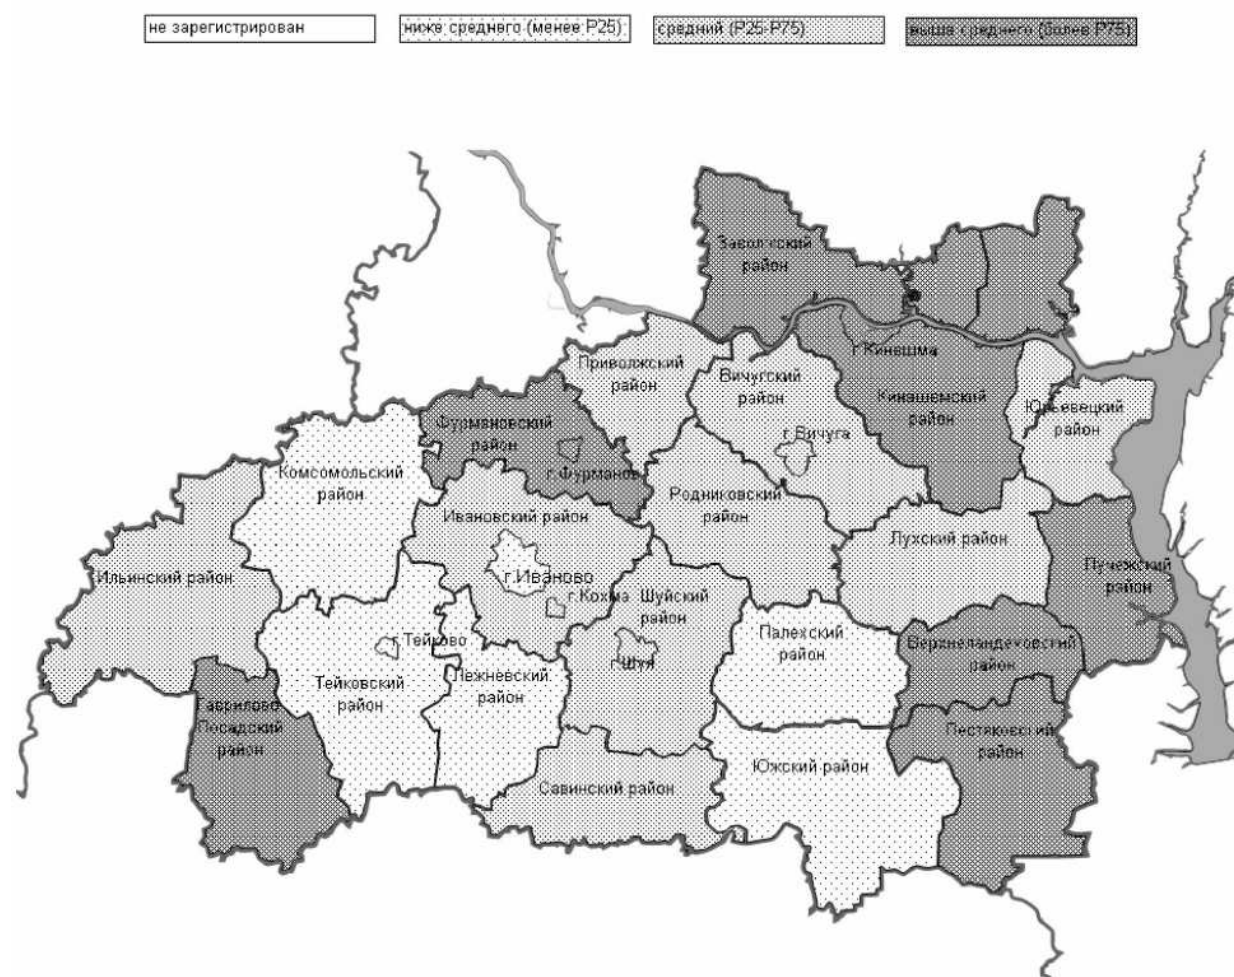 не зарегистрирован
ниже среднего (менее P25)
средний (P25-P75)
выше среднего (более P75)
Заволжский
район
г.Кинешма
Приволжский
район
Вичугский
район
Кинешемский
район
Юрьевецкий
район
Фурмановский
район
г.Вичуга
г.Фурманов
Комсомольский
район
Родниковский
район
Ивановский район
Лухский район
Пучежский
район
Ильинский район
г.Иваново
г.Кохма
Шуйский
район
г.Тейково
Палехский
район
Верхнеландеховский
район
г.Шуя
Тейковский
район
Лежневский
район
Гаврилово
Посадский
район
Пестяковский
район
Южский район
Савинский район